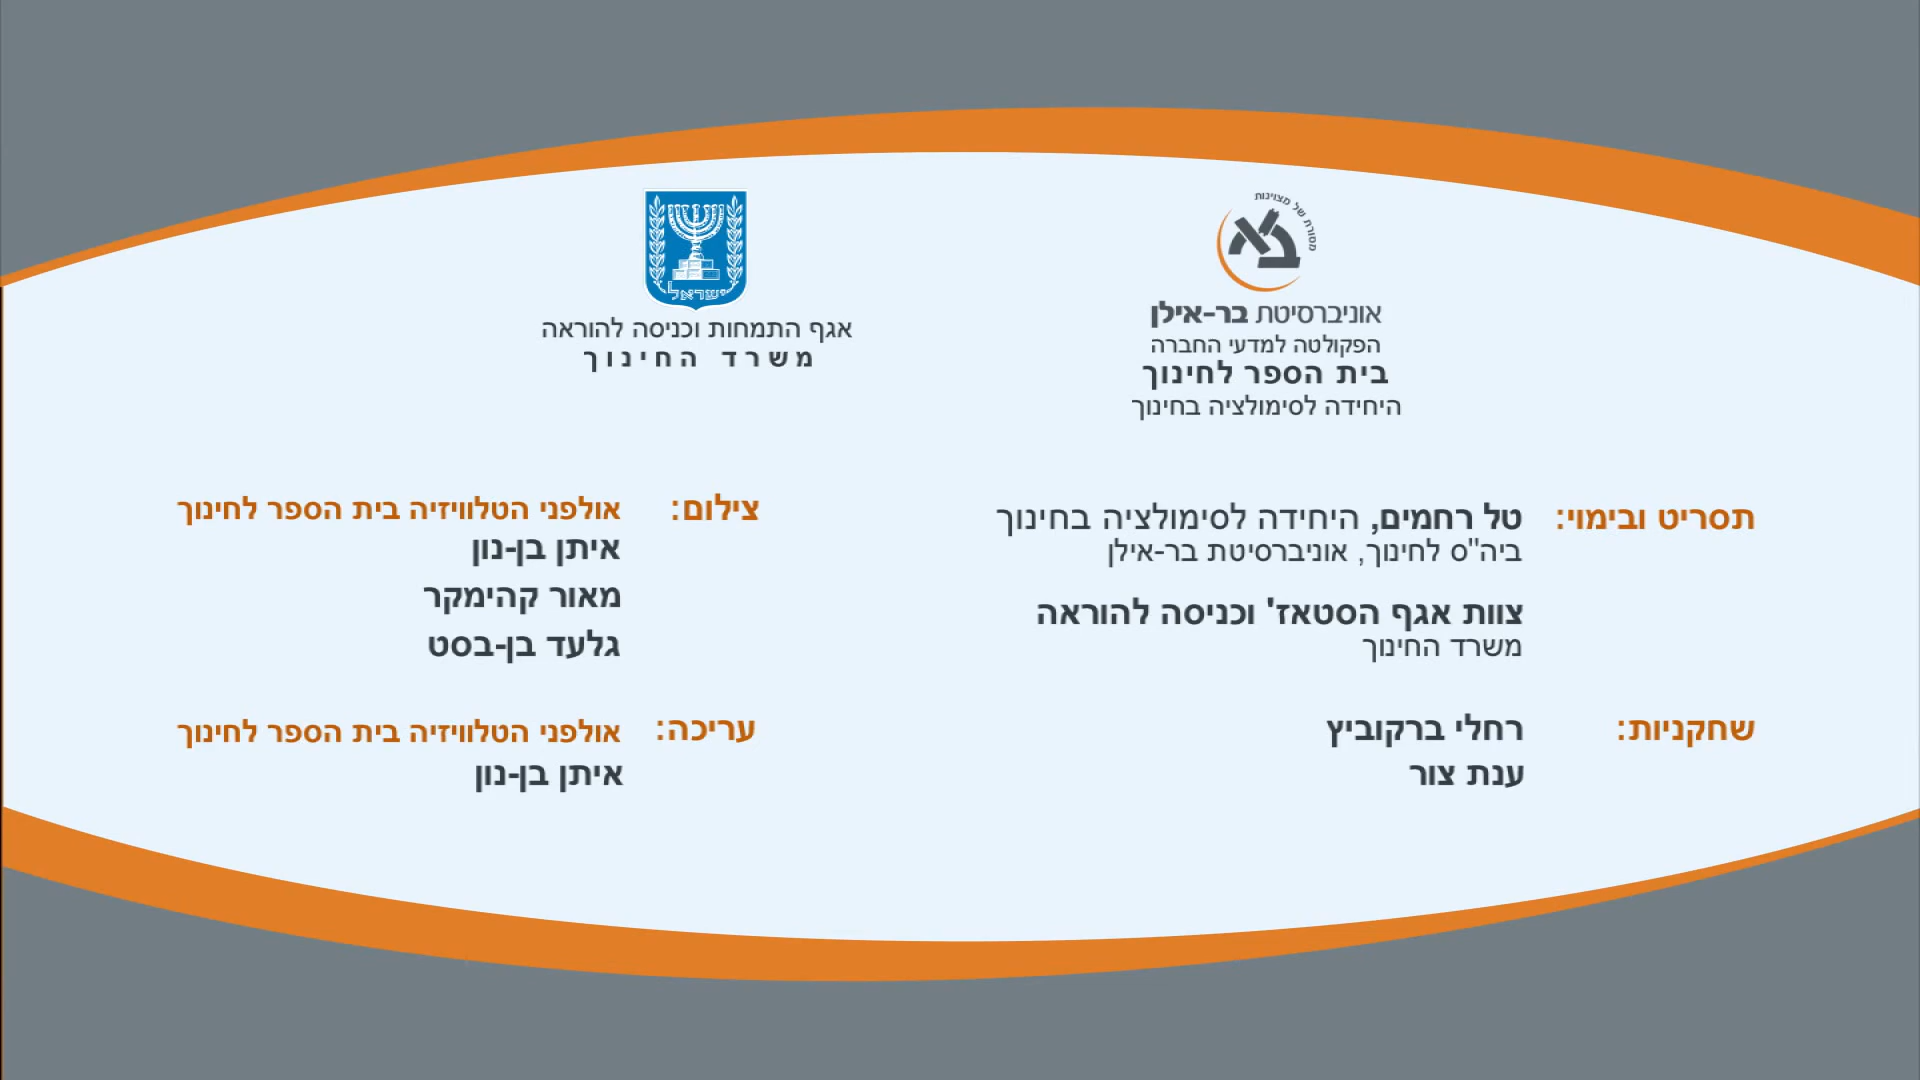 מסורת של מצוינות
בא
אוניברסיטת בר-אילן
הפקולטה למדעי החברה
בית הספר לחינוך
היחידה לסימולציה בחינוך
ישראל
אגף התמחות וכניסה להוראה
משרד החינוך
תסריט ובימוי: טל רחמים, היחידה לסימולציה בחינוך
ביה"ס לחינוך, אוניברסיטת בר-אילן
צוות אגף הסטאז' וכניסה להוראה
משרד החינוך
שחקניות: רחלי ברקוביץ
ענת צור
צילום: אולפני הטלוויזיה בית הספר לחינוך
איתן בן-נון
מאור קהימקר
גלעד בן-בסט
עריכה: אולפני הטלוויזיה בית הספר לחינוך
איתן בן-נון